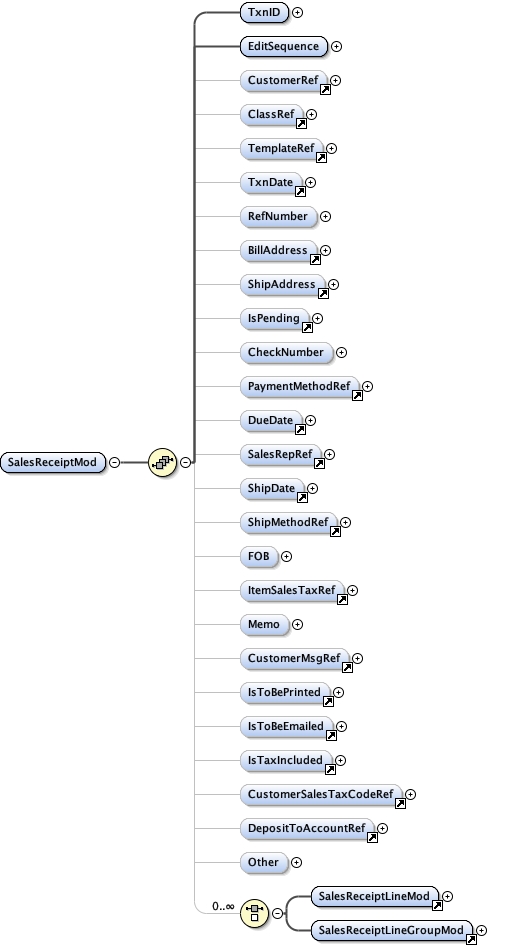 TxnID
EditSequence
CustomerRef
ClassRef
TemplateRef
TxnDate
RefNumber
BillAddress
ShipAddress
IsPending
CheckNumber
PaymentMethodRef
DueDate
SalesReceiptMod
SalesRepRef
ShipDate
ShipMethodRef
FOB
ItemSalesTaxRef
Memo
CustomerMsgRef
IsToBePrinted
IsToBeEmailed
IsTaxIncluded
CustomerSalesTaxCodeRef
DepositToAccountRef
Other
0..∞
SalesReceiptLineMod
SalesReceiptLineGroupMod